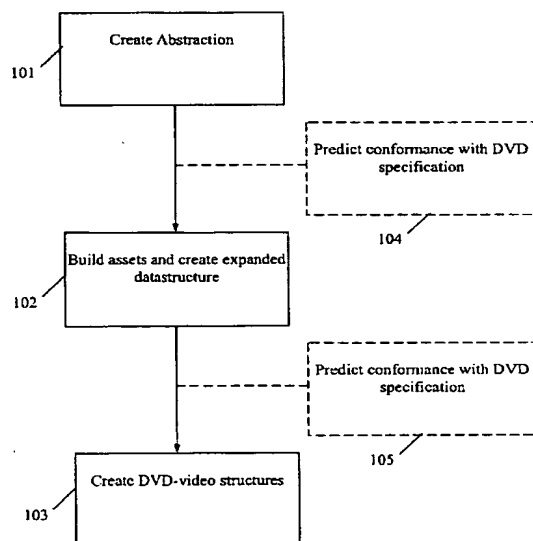 Create Abstraction
101
Predict conformance with DVD
specification
104
Build assets and create expanded
datastructure
102
Predict conformance with DVD
specification
105
Create DVD-video structures
103